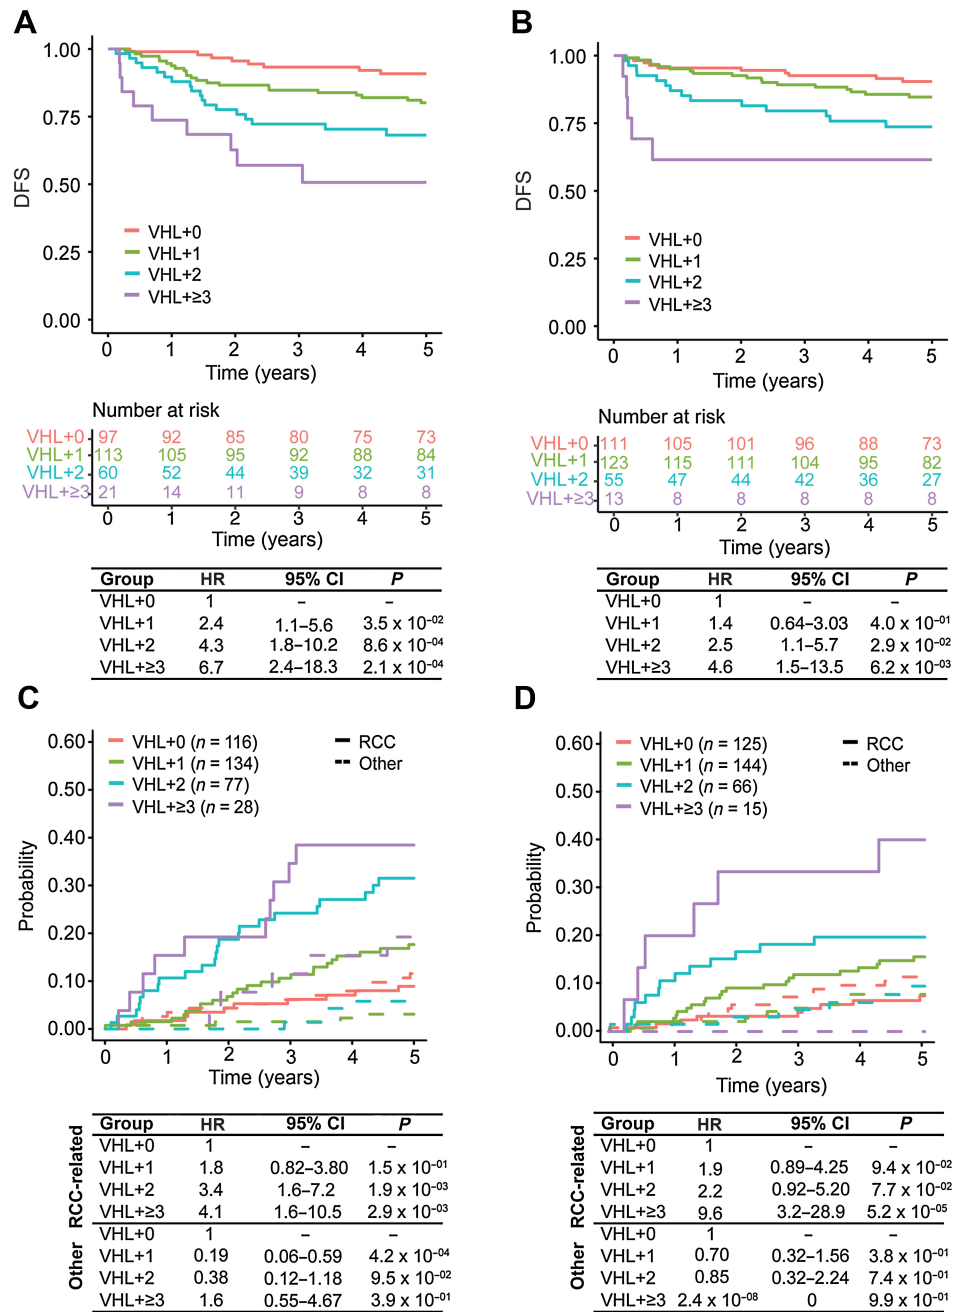 A
1.00
0.75
0.50
0.25
0.00
DFS
VHL+0
VHL+1
VHL+2
VHL+≥3
0 1 2 3 4 5
Time (years)
Number at risk
VHL+0 97 92 85 80 75 73
VHL+1 113 105 95 92 88 84
VHL+2 60 52 44 39 32 31
VHL+≥3 21 14 11 9 8 8
0 1 2 3 4 5
Time (years)
Group HR 95% CI P
VHL+0 1 – –
VHL+1 2.4 1.1–5.6 3.5 x 10⁻⁰²
VHL+2 4.3 1.8–10.2 8.6 x 10⁻⁰⁴
VHL+≥3 6.7 2.4–18.3 2.1 x 10⁻⁰⁴
B
1.00
0.75
0.50
0.25
0.00
DFS
VHL+0
VHL+1
VHL+2
VHL+≥3
0 1 2 3 4 5
Time (years)
Number at risk
VHL+0 111 105 101 96 88 73
VHL+1 123 115 111 104 95 82
VHL+2 55 47 44 42 36 27
VHL+≥3 13 8 8 8 8 8
0 1 2 3 4 5
Time (years)
Group HR 95% CI P
VHL+0 1 – –
VHL+1 1.4 0.64–3.03 4.0 x 10⁻⁰¹
VHL+2 2.5 1.1–5.7 2.9 x 10⁻⁰²
VHL+≥3 4.6 1.5–13.5 6.2 x 10⁻⁰³
C
0.60
0.50
0.40
0.30
0.20
0.10
0.00
Probability
VHL+0 (n = 116)
VHL+1 (n = 134)
VHL+2 (n = 77)
VHL+≥3 (n = 28)
RCC
Other
0 1 2 3 4 5
Time (years)
Group HR 95% CI P
RCC-related
VHL+0 1 – –
VHL+1 1.8 0.82–3.80 1.5 x 10⁻⁰¹
VHL+2 3.4 1.6–7.2 1.9 x 10⁻⁰³
VHL+≥3 4.1 1.6–10.5 2.9 x 10⁻⁰³
Other
VHL+0 1 – –
VHL+1 0.19 0.06–0.59 4.2 x 10⁻⁰⁴
VHL+2 0.38 0.12–1.18 9.5 x 10⁻⁰²
VHL+≥3 1.6 0.55–4.67 3.9 x 10⁻⁰¹
D
0.60
0.50
0.40
0.30
0.20
0.10
0.00
Probability
VHL+0 (n = 125)
VHL+1 (n = 144)
VHL+2 (n = 66)
VHL+≥3 (n = 15)
RCC
Other
0 1 2 3 4 5
Time (years)
Group HR 95% CI P
RCC-related
VHL+0 1 – –
VHL+1 1.9 0.89–4.25 9.4 x 10⁻⁰²
VHL+2 2.2 0.92–5.20 7.7 x 10⁻⁰²
VHL+≥3 9.6 3.2–28.9 5.2 x 10⁻⁰⁵
Other
VHL+0 1 – –
VHL+1 0.70 0.32–1.56 3.8 x 10⁻⁰¹
VHL+2 0.85 0.32–2.24 7.4 x 10⁻⁰¹
VHL+≥3 2.4 x 10⁻⁰⁸ 0 9.9 x 10⁻⁰¹